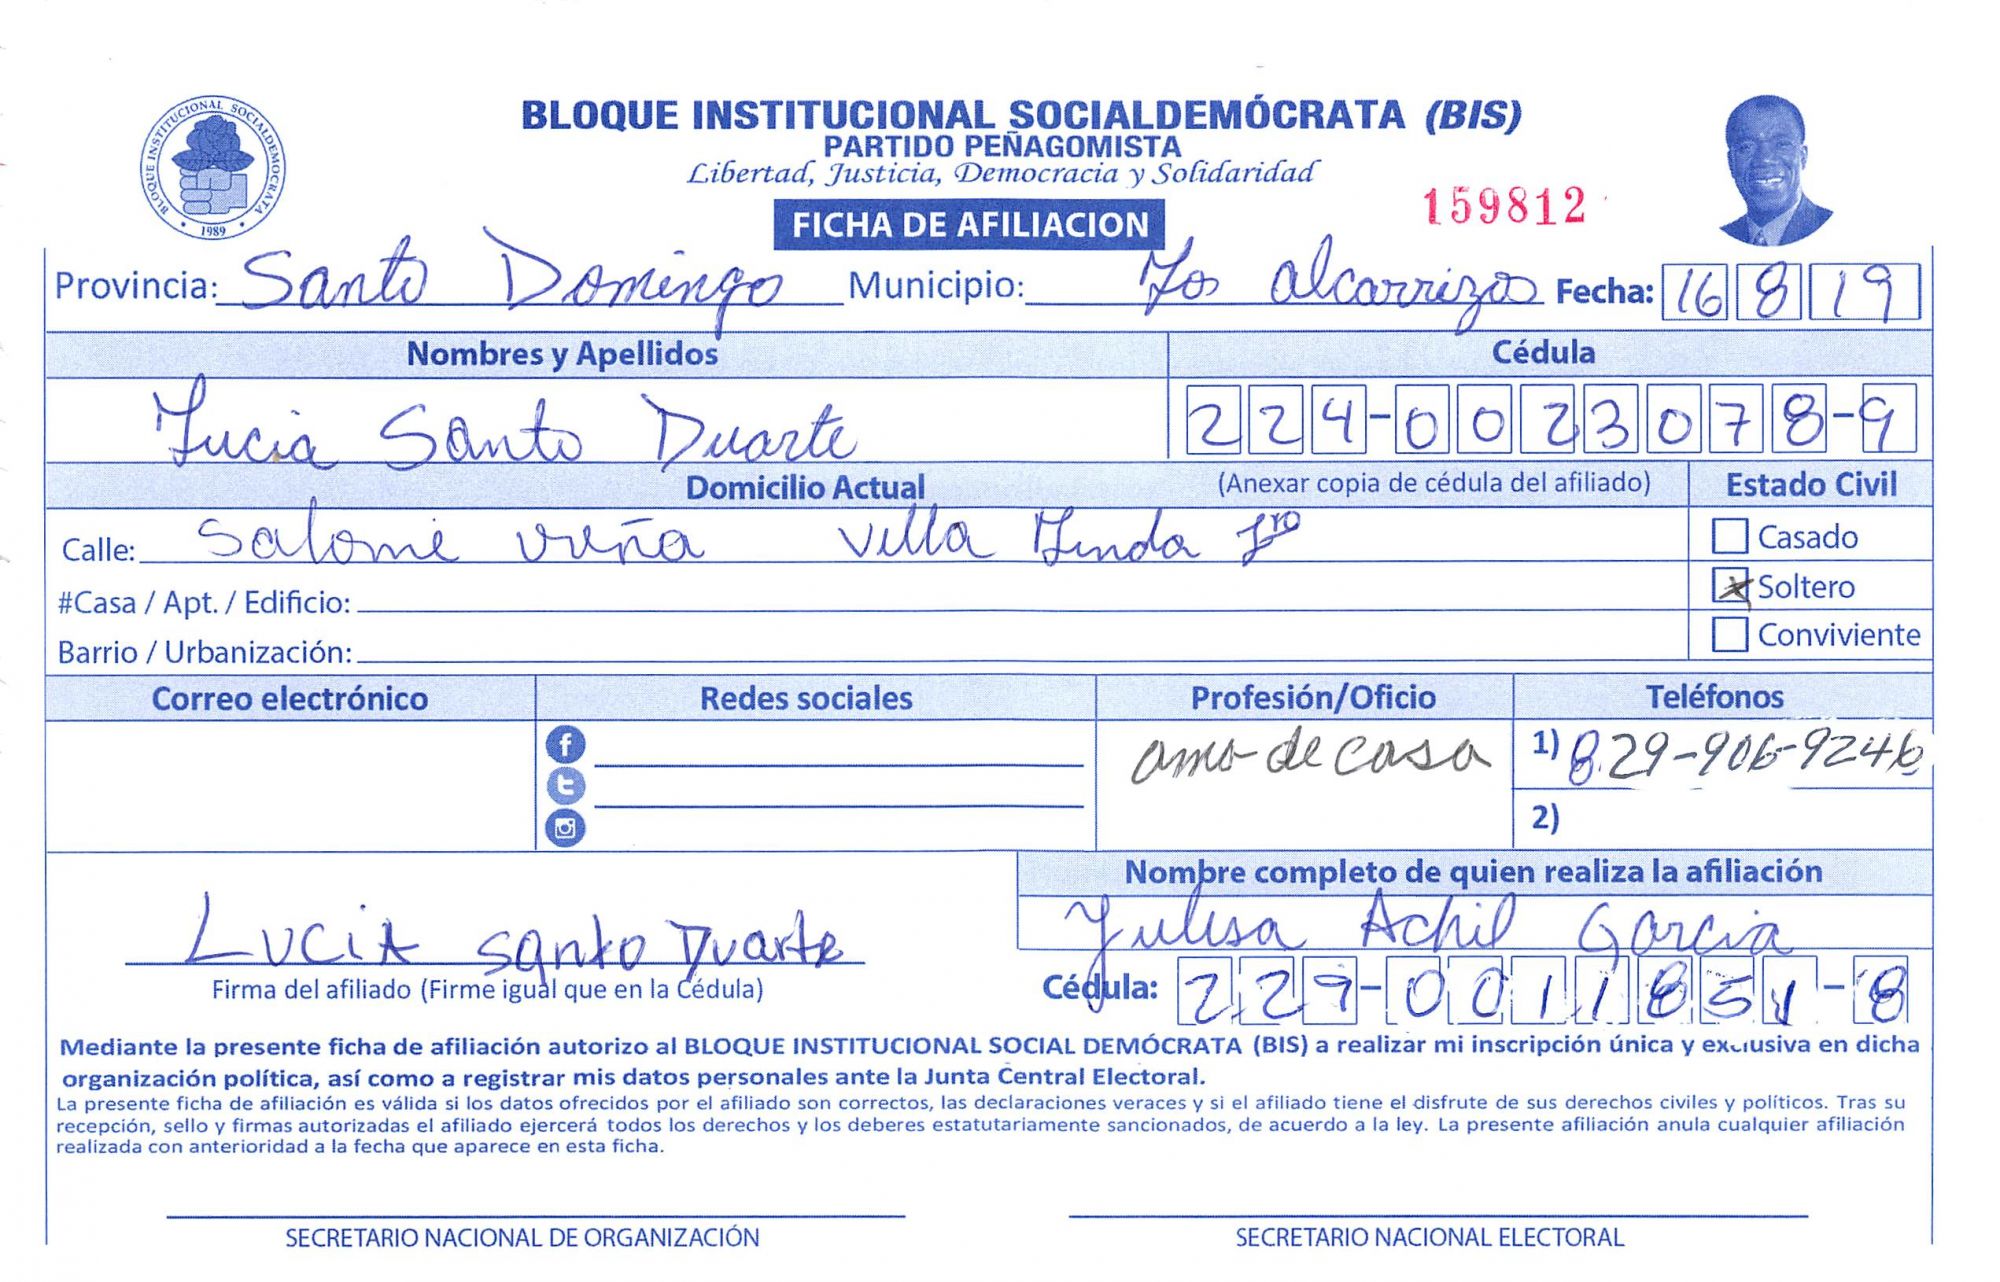 BLOQUE INSTITUCIONAL SOCIALDEMÓCRATA (BIS)
PARTIDO PEÑAGOMISTA
Libertad, Justicia, Democracia y Solidaridad
BLOQUE INSTITUCIONAL SOCIALDEMOCRATA
1989
159812
FICHA DE AFILIACION
Provincia: Santo Domingo Municipio: Los alcarrizos Fecha: 16 8 19
Nombres y Apellidos Cédula
Lucia Santo Duarte 224-0023078-9
Domicilio Actual (Anexar copia de cédula del afiliado) Estado Civil
Calle: Salome ureña Villa Linda 1ro
Casado
#Casa / Apt. / Edificio: Soltero
Barrio / Urbanización: Conviviente
Correo electrónico Redes sociales Profesión/Oficio Teléfonos
ama de casa 1) 829-906-9246
2)
Nombre completo de quien realiza la afiliación
Yulisa Achil Garcia
LUCIA santo Duarte
Firma del afiliado (Firme igual que en la Cédula) Cédula: 229-0011851-8
Mediante la presente ficha de afiliación autorizo al BLOQUE INSTITUCIONAL SOCIAL DEMÓCRATA (BIS) a realizar mi inscripción única y exclusiva en dicha
organización política, así como a registrar mis datos personales ante la Junta Central Electoral.
La presente ficha de afiliación es válida si los datos ofrecidos por el afiliado son correctos, las declaraciones veraces y si el afiliado tiene el disfrute de sus derechos civiles y políticos. Tras su
recepción, sello y firmas autorizadas el afiliado ejercerá todos los derechos y los deberes estatutariamente sancionados, de acuerdo a la ley. La presente afiliación anula cualquier afiliación
realizada con anterioridad a la fecha que aparece en esta ficha.
SECRETARIO NACIONAL DE ORGANIZACIÓN SECRETARIO NACIONAL ELECTORAL